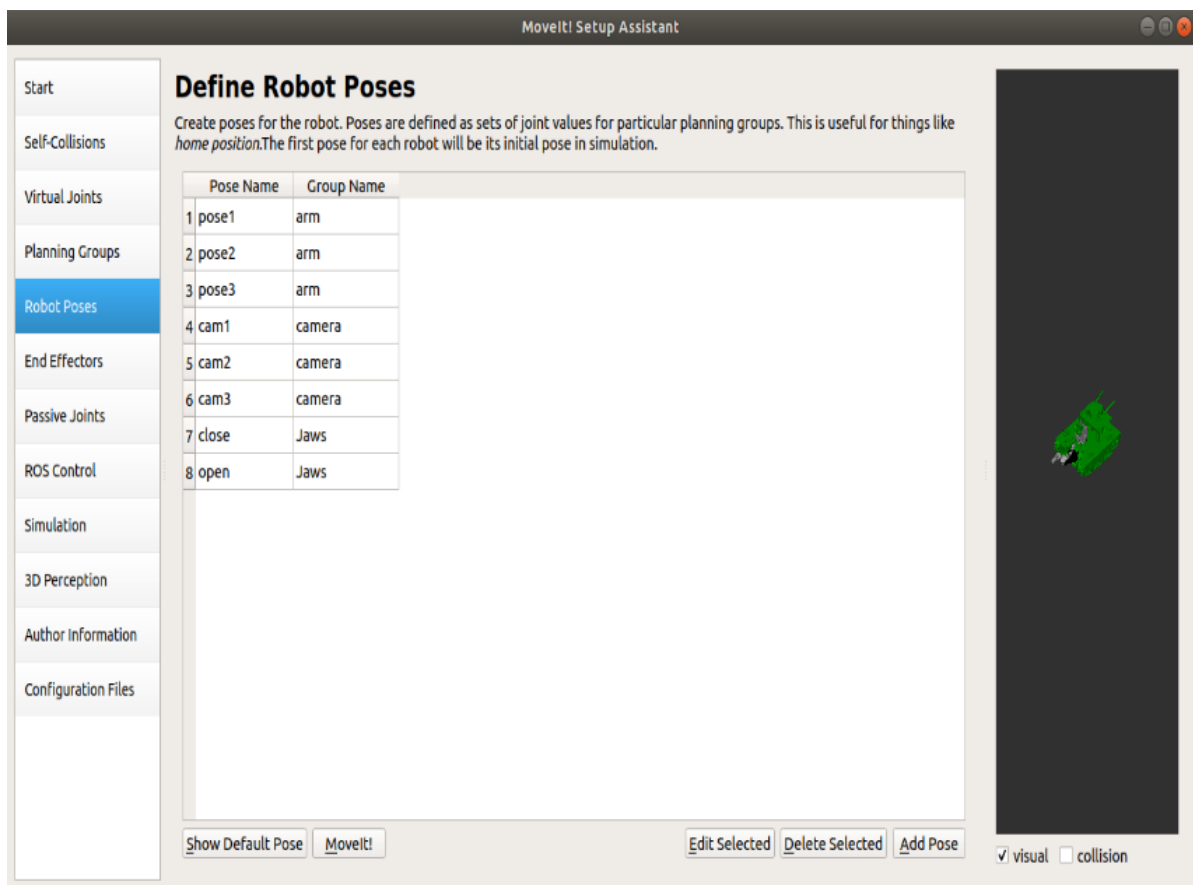 MoveIt! Setup Assistant
Start
Self-Collisions
Virtual Joints
Planning Groups
Robot Poses
End Effectors
Passive Joints
ROS Control
Simulation
3D Perception
Author Information
Configuration Files
Define Robot Poses
Create poses for the robot. Poses are defined as sets of joint values for particular planning groups. This is useful for things like
home position.The first pose for each robot will be its initial pose in simulation.
Pose Name Group Name
1 pose1 arm
2 pose2 arm
3 pose3 arm
4 cam1 camera
5 cam2 camera
6 cam3 camera
7 close Jaws
8 open Jaws
Show Default Pose MoveIt! Edit Selected Delete Selected Add Pose
visual collision